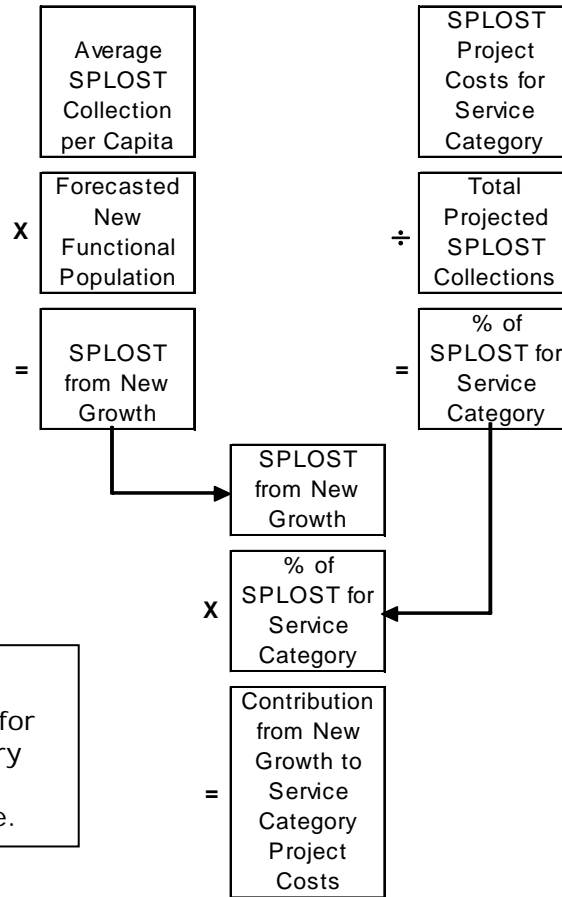 Average
SPLOST
Collection
per Capita
X
Forecasted
New
Functional
Population
=
SPLOST
from New
Growth
SPLOST
Project
Costs for
Service
Category
÷
Total
Projected
SPLOST
Collections
=
% of
SPLOST for
Service
Category
SPLOST
from New
Growth
X
% of
SPLOST for
Service
Category
=
Contribution
from New
Growth to
Service
Category
Project
Costs
for